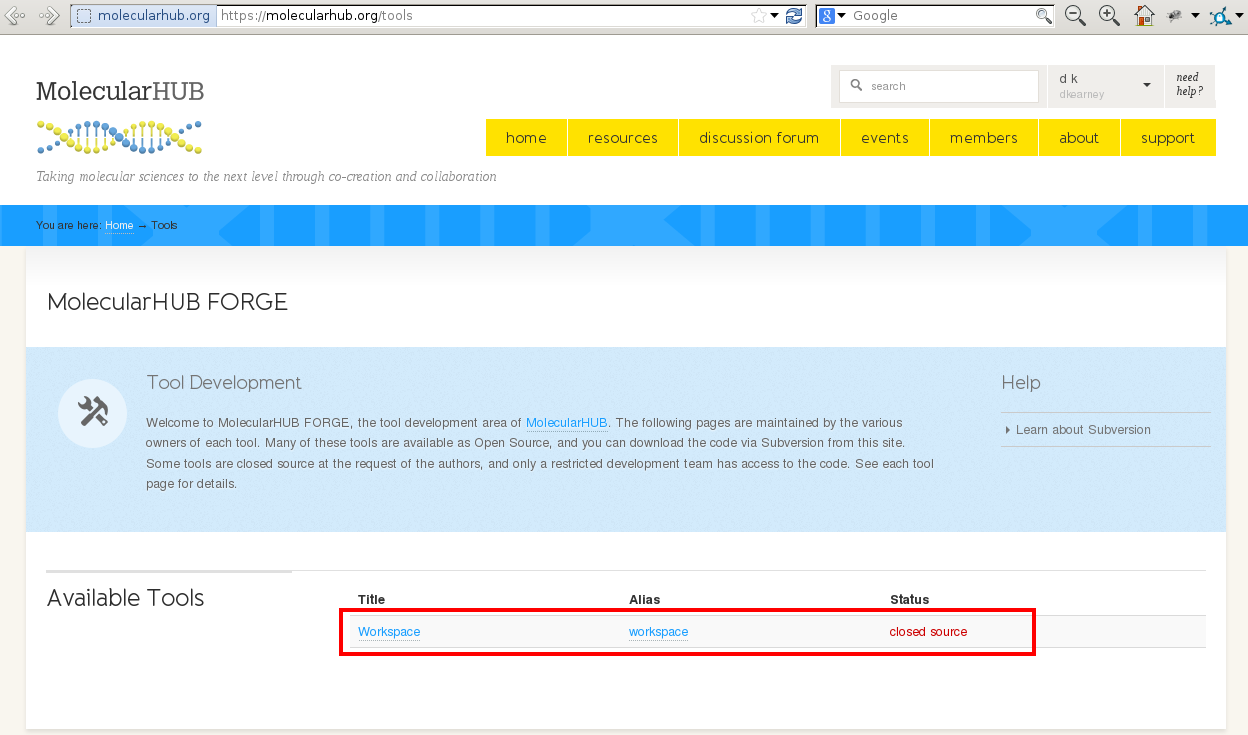 molecularhub.org https://molecularhub.org/tools Google
MolecularHUB
search
d k
dkearney
need
help?
home resources discussion forum events members about support
Taking molecular sciences to the next level through co-creation and collaboration
You are here: Home → Tools
MolecularHUB FORGE
Tool Development
Welcome to MolecularHUB FORGE, the tool development area of MolecularHUB. The following pages are maintained by the various
owners of each tool. Many of these tools are available as Open Source, and you can download the code via Subversion from this site.
Some tools are closed source at the request of the authors, and only a restricted development team has access to the code. See each tool
page for details.
Help
Learn about Subversion
Available Tools
Title Alias Status
Workspace workspace closed source